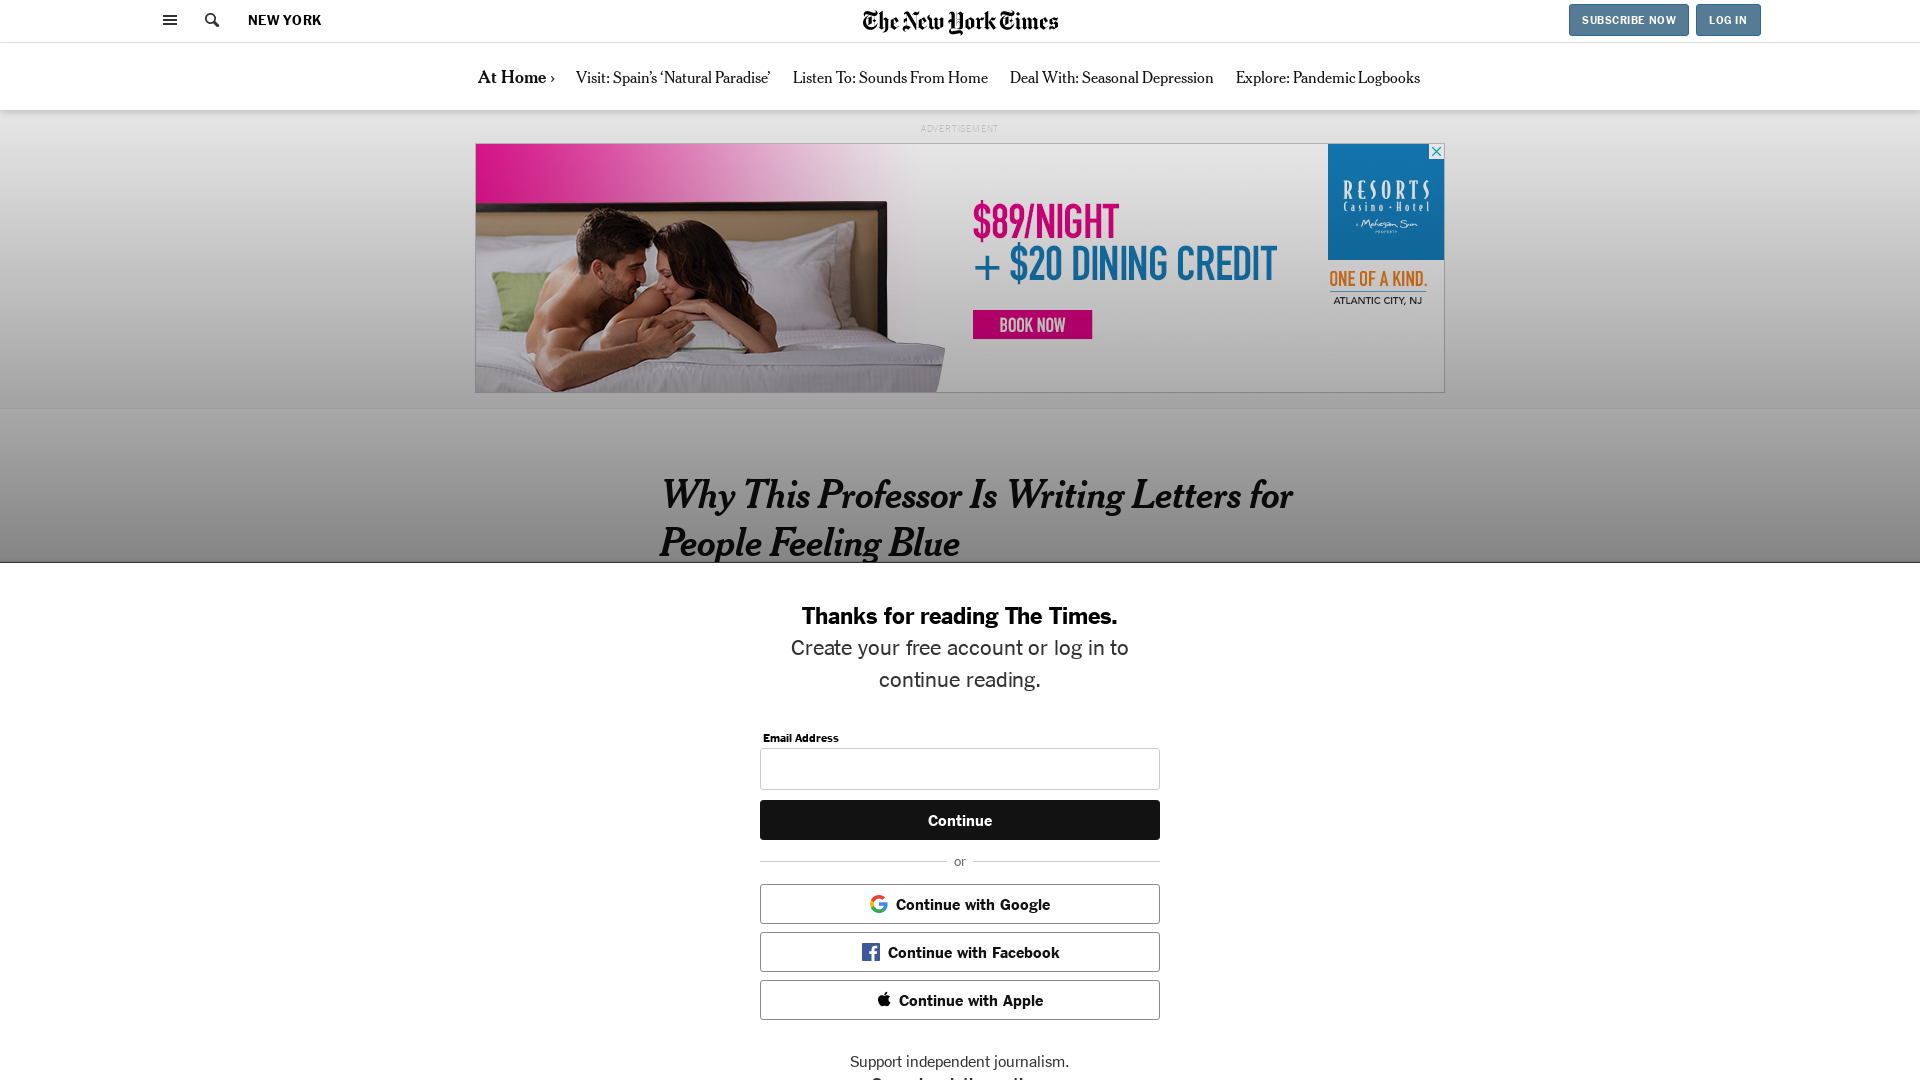 NEW YORK
The New York Times
SUBSCRIBE NOW
LOG IN
At Home ›
Visit: Spain’s ‘Natural Paradise’
Listen To: Sounds From Home
Deal With: Seasonal Depression
Explore: Pandemic Logbooks
ADVERTISEMENT
$89/NIGHT
+ $20 DINING CREDIT
BOOK NOW
RESORTS
Casino • Hotel
a Mohegan Sun
PROPERTY
ONE OF A KIND.
ATLANTIC CITY, NJ
Why This Professor Is Writing Letters for
People Feeling Blue
Thanks for reading The Times.
Create your free account or log in to
continue reading.
Email Address
Continue
or
Continue with Google
Continue with Facebook
Continue with Apple
Support independent journalism.